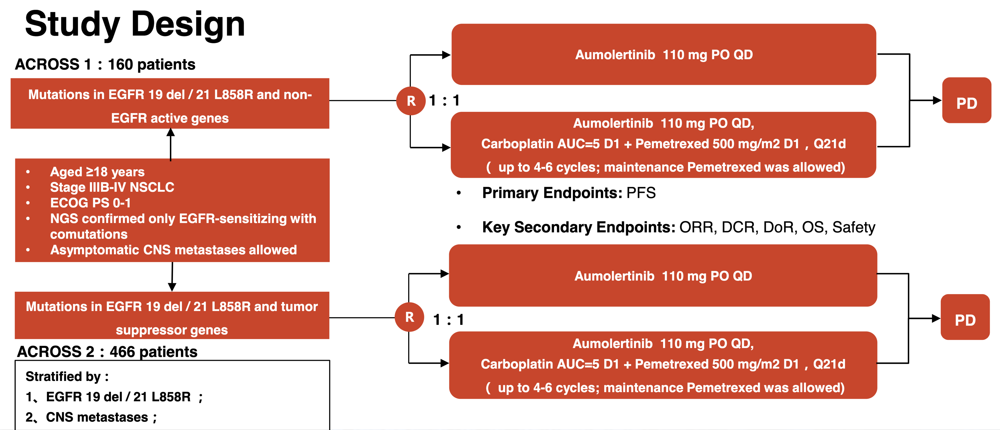 Study Design
ACROSS 1：160 patients
Mutations in EGFR 19 del / 21 L858R and non-
EGFR active genes
• Aged ≥18 years
• Stage IIIB-IV NSCLC
• ECOG PS 0-1
• NGS confirmed only EGFR-sensitizing with
comutations
• Asymptomatic CNS metastases allowed
Mutations in EGFR 19 del / 21 L858R and tumor
suppressor genes
ACROSS 2：466 patients
Stratified by：
1、EGFR 19 del / 21 L858R ；
2、CNS metastases；
R
1：1
Aumolertinib 110 mg PO QD
Aumolertinib 110 mg PO QD,
Carboplatin AUC=5 D1 + Pemetrexed 500 mg/m2 D1，Q21d
（ up to 4-6 cycles; maintenance Pemetrexed was allowed)
PD
• Primary Endpoints: PFS
• Key Secondary Endpoints: ORR, DCR, DoR, OS, Safety
R
1：1
Aumolertinib 110 mg PO QD
Aumolertinib 110 mg PO QD,
Carboplatin AUC=5 D1 + Pemetrexed 500 mg/m2 D1，Q21d
（ up to 4-6 cycles; maintenance Pemetrexed was allowed)
PD